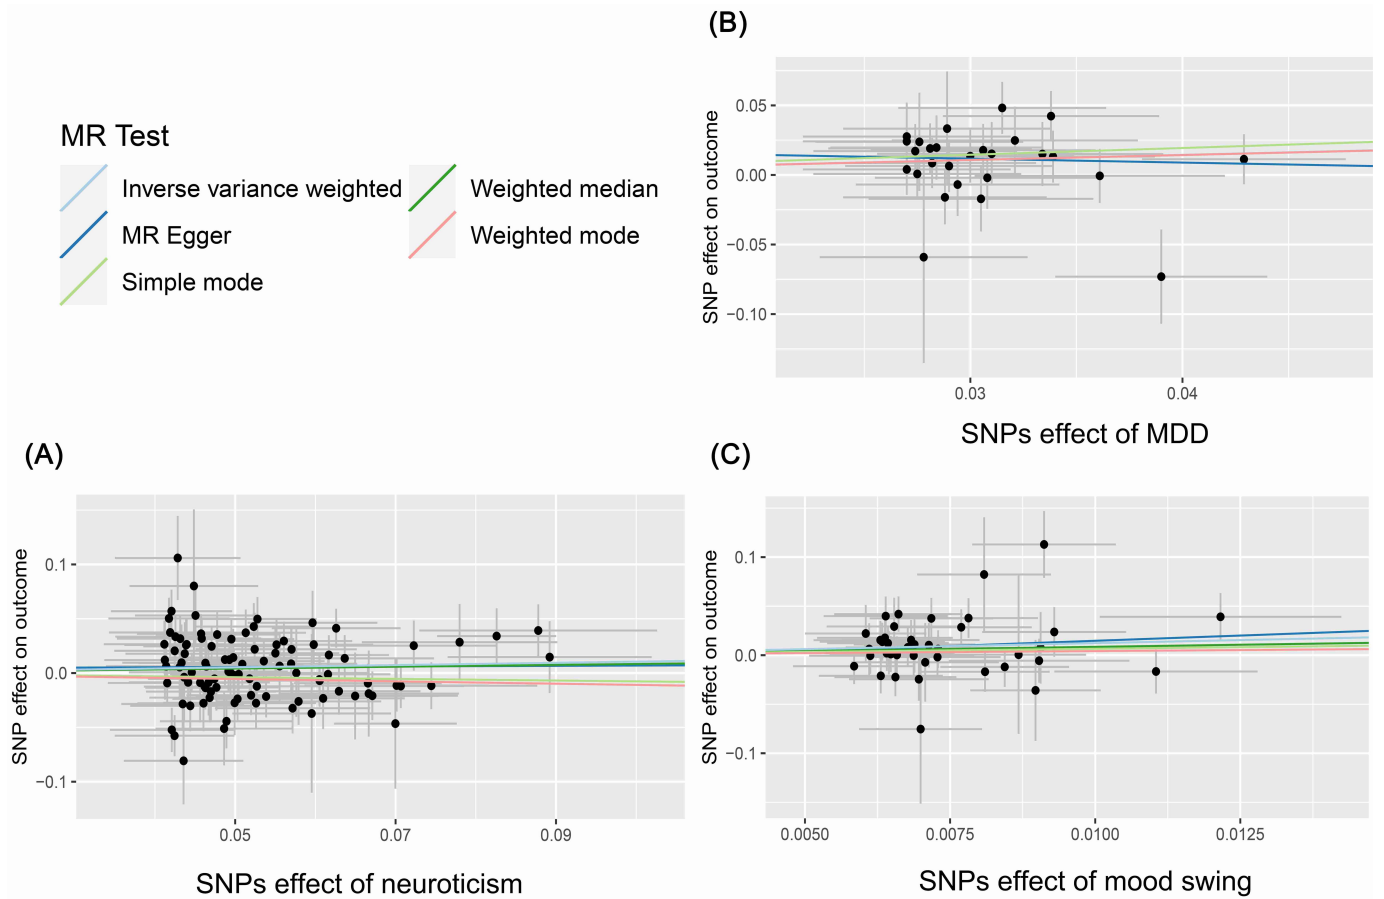 (B)
MR Test
Inverse variance weighted
Weighted median
MR Egger
Weighted mode
Simple mode
SNP effect on outcome
0.05
0.00
−0.05
−0.10
0.03
0.04
SNPs effect of MDD
(A)
SNP effect on outcome
0.1
0.0
−0.1
0.05
0.07
0.09
SNPs effect of neuroticism
(C)
SNP effect on outcome
0.1
0.0
−0.1
0.0050
0.0075
0.0100
0.0125
SNPs effect of mood swing